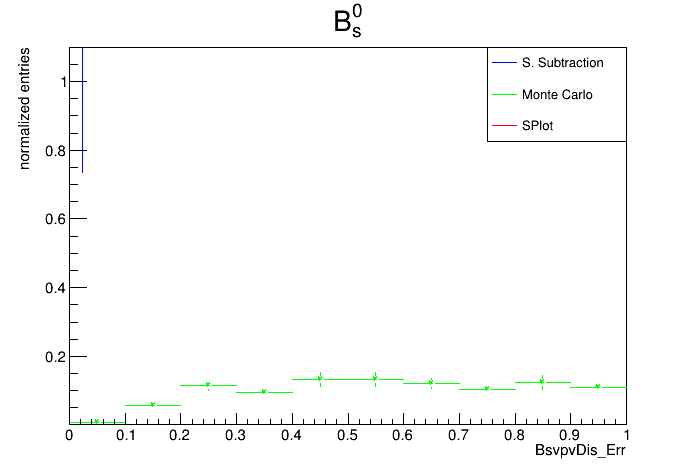 B⁰ₛ
normalized entries
S. Subtraction
Monte Carlo
SPlot
1
0.8
0.6
0.4
0.2
0 0.1 0.2 0.3 0.4 0.5 0.6 0.7 0.8 0.9 1
BsvpvDis_Err